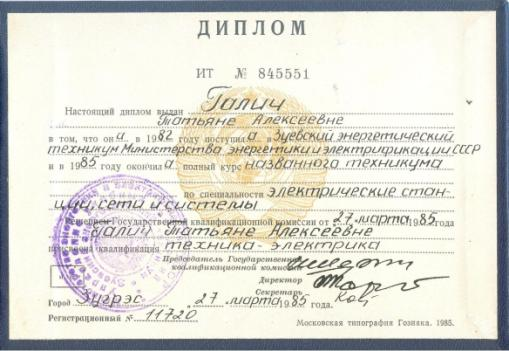 ДИПЛОМ
ИТ № 845551
Настоящий диплом выдан Галич
Татьяне Алексеевне
в том, что она в 1982 году поступила в Зуевский энергетический
техникум Министерства энергетики и электрификации СССР
и в 1985 году окончила полный курс названного техникума
по специальности электрические стан-
ции, сети и системы
Решением Государственной квалификационной комиссии от 27 марта 1985 года
Галич Татьяне Алексеевне
присвоена квалификация техника-электрика
Председатель Государственной
квалификационной комиссии
Директор
Секретарь
Город Зугрэс, 27 марта 1985 года
Регистрационный № 11720
Московская типография Гознака. 1985.